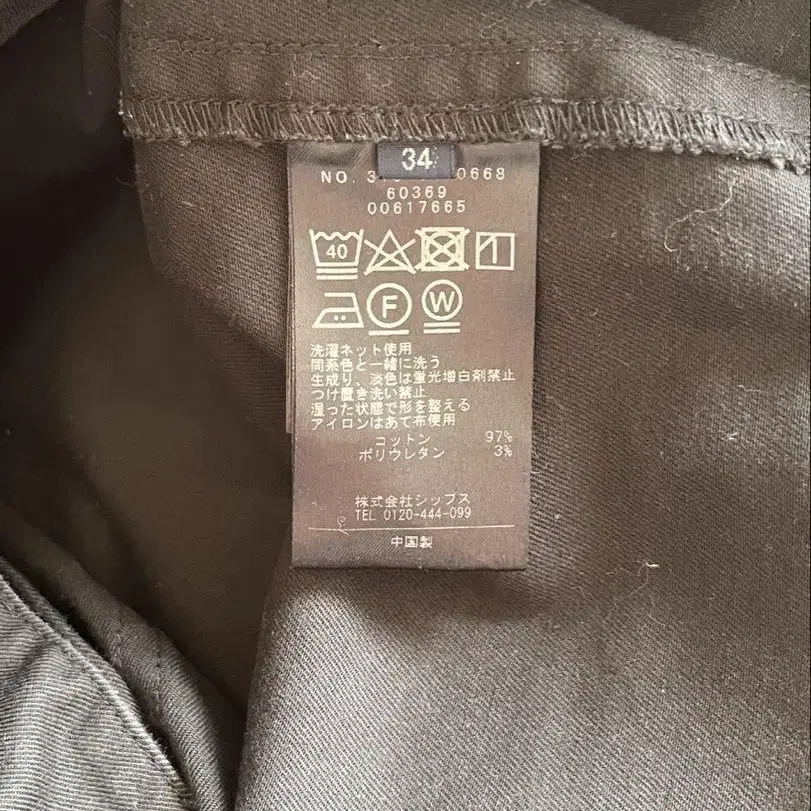 34
NO. 3 0668
60369
00617665
40
F W
洗濯ネット使用
同系色と一緒に洗う
生成り、淡色は蛍光増白剤禁止
つけ置き洗い禁止
湿った状態で形を整える
アイロンはあて布使用
コットン 97%
ポリウレタン 3%
株式会社シップス
TEL 0120-444-099
中国製